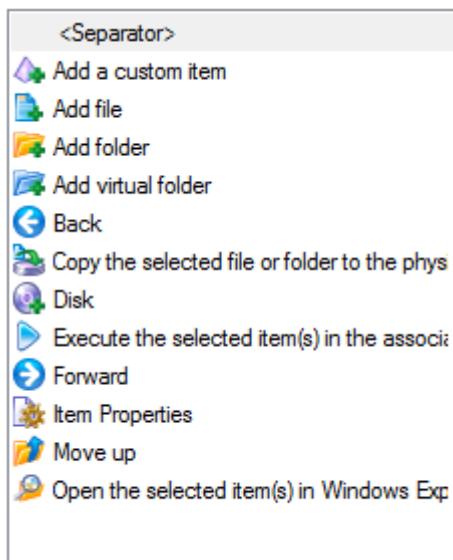 <Separator>
Add a custom item
Add file
Add folder
Add virtual folder
Back
Copy the selected file or folder to the phys
Disk
Execute the selected item(s) in the associa
Forward
Item Properties
Move up
Open the selected item(s) in Windows Exp